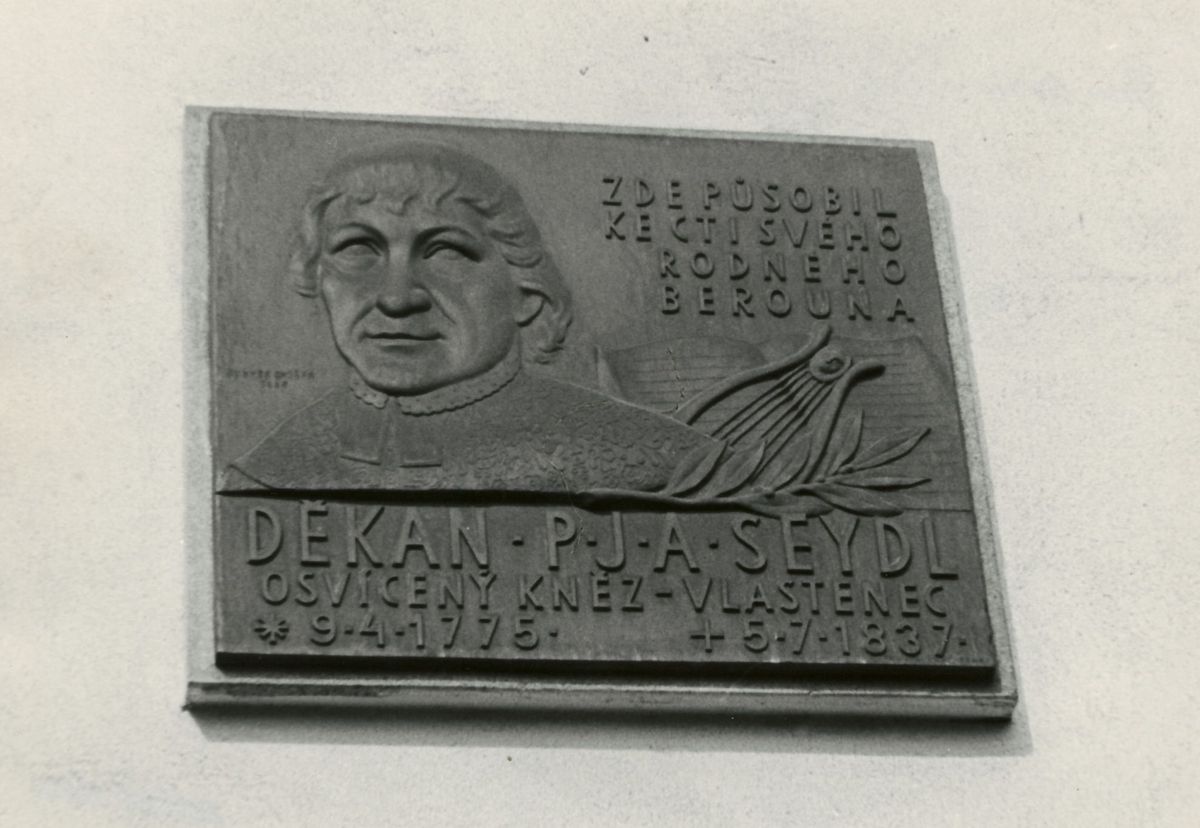 ZDE PŮSOBIL
KE CTI SVÉHO
RODNÉHO
BEROUNA
DĚKAN · P · J · A · SEYDL
OSVÍCENÝ KNĚZ - VLASTENEC
* 9 · 4 · 1775 · + 5 · 7 · 1837 ·